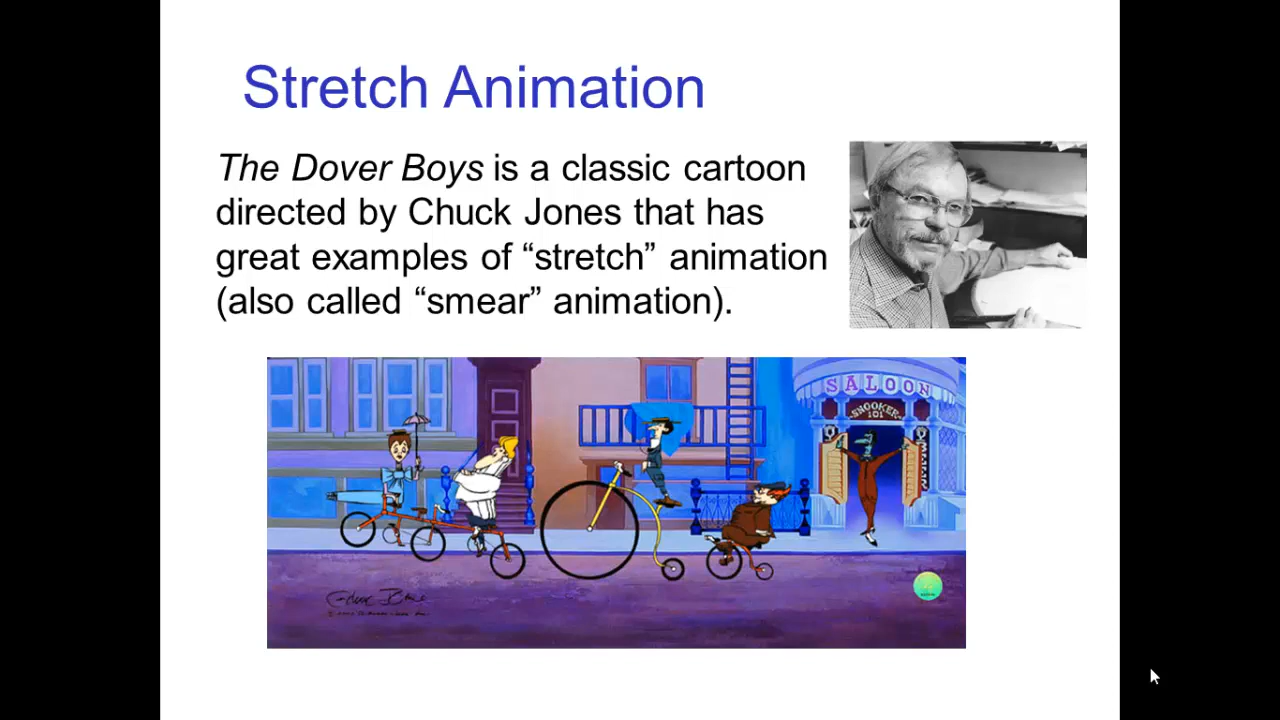 Stretch Animation
The Dover Boys is a classic cartoon
directed by Chuck Jones that has
great examples of “stretch” animation
(also called “smear” animation).
SALOON
SNOOKER
101